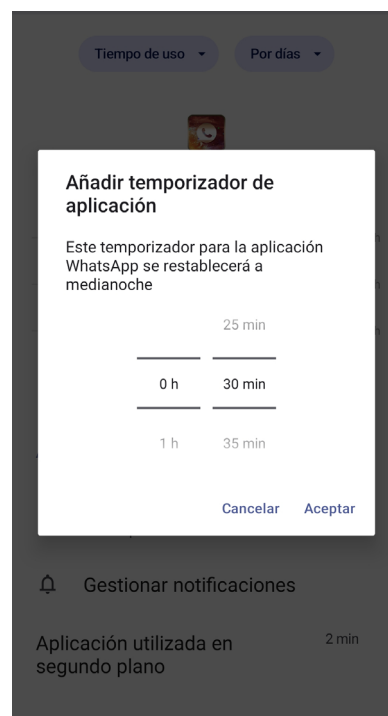 Tiempo de uso
Por días
Añadir temporizador de
aplicación
Este temporizador para la aplicación
WhatsApp se restablecerá a
medianoche
25 min
0 h
30 min
1 h
35 min
Cancelar
Aceptar
Gestionar notificaciones
Aplicación utilizada en
2 min
segundo plano